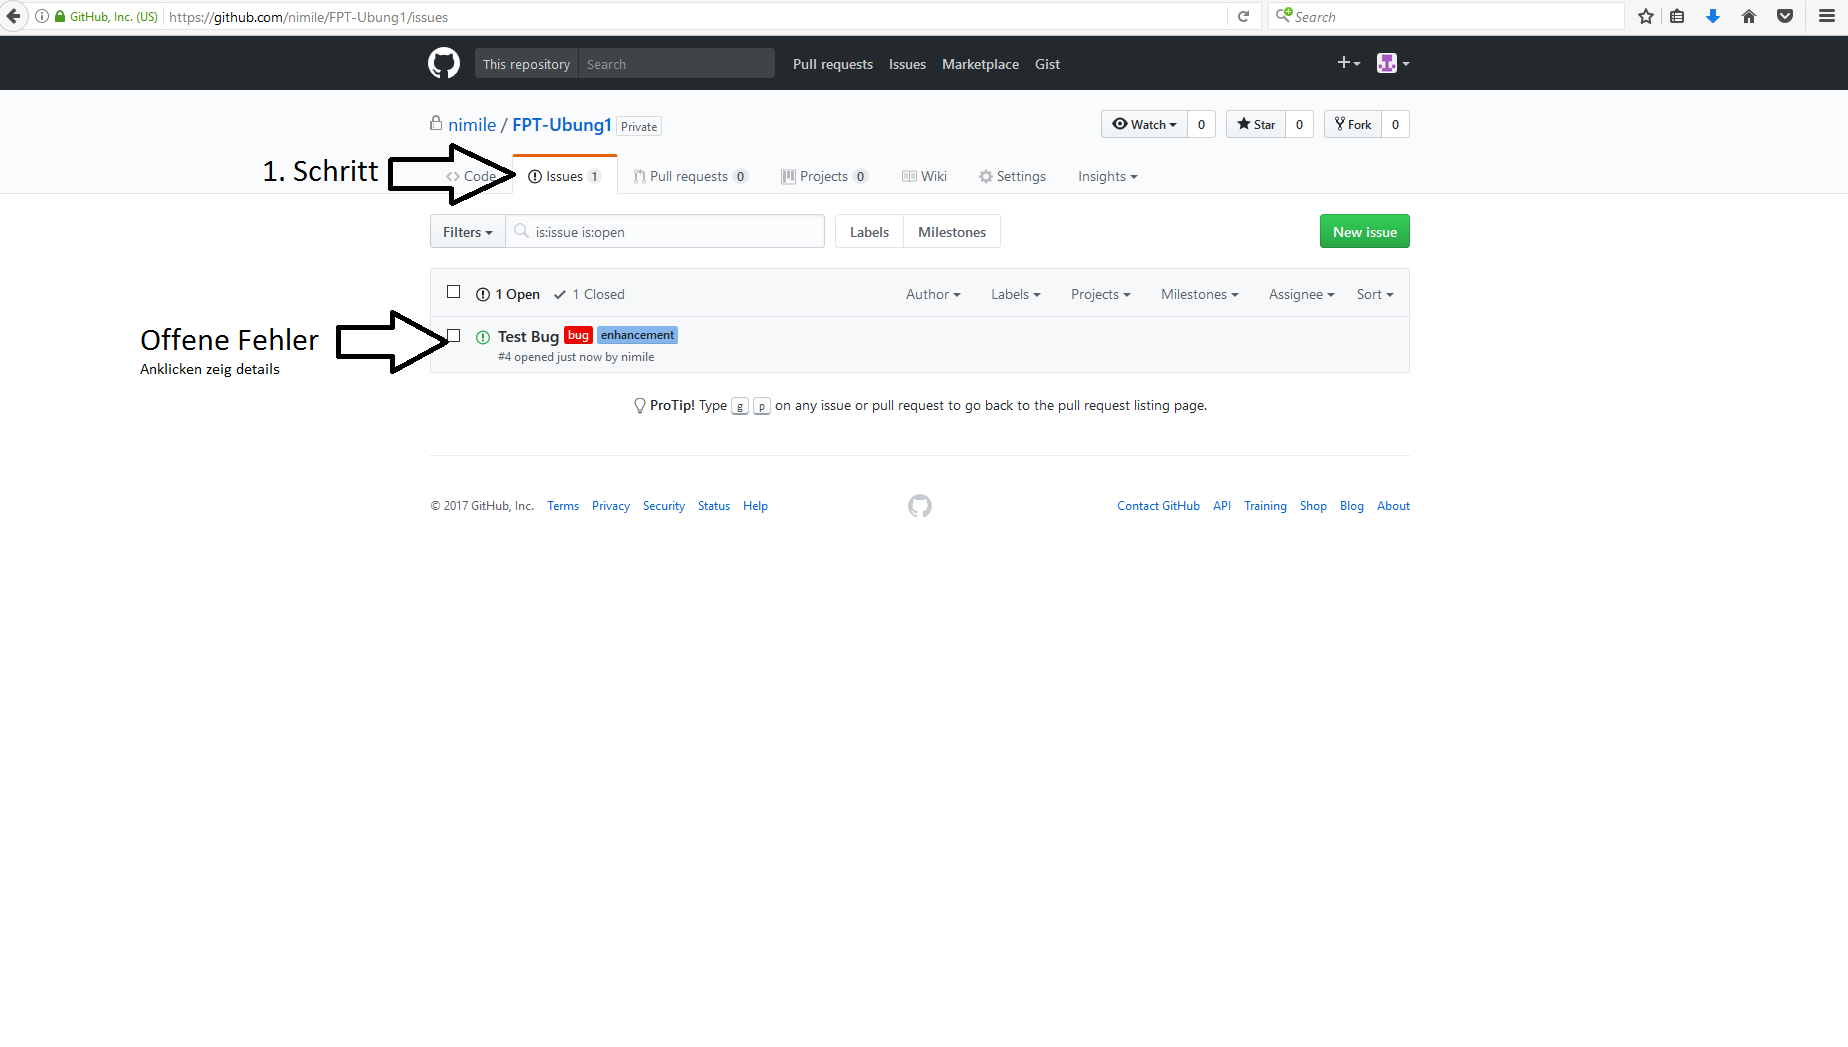 GitHub, Inc. (US) https://github.com/nimile/FPT-Ubung1/issues Search
This repository Search Pull requests Issues Marketplace Gist
nimile / FPT-Ubung1 Private Watch 0 Star 0 Fork 0
1. Schritt Code Issues 1 Pull requests 0 Projects 0 Wiki Settings Insights
Filters is:issue is:open Labels Milestones New issue
1 Open 1 Closed Author Labels Projects Milestones Assignee Sort
Offene Fehler Test Bug bug enhancement
#4 opened just now by nimile
Anklicken zeig details
ProTip! Type g p on any issue or pull request to go back to the pull request listing page.
© 2017 GitHub, Inc. Terms Privacy Security Status Help Contact GitHub API Training Shop Blog About